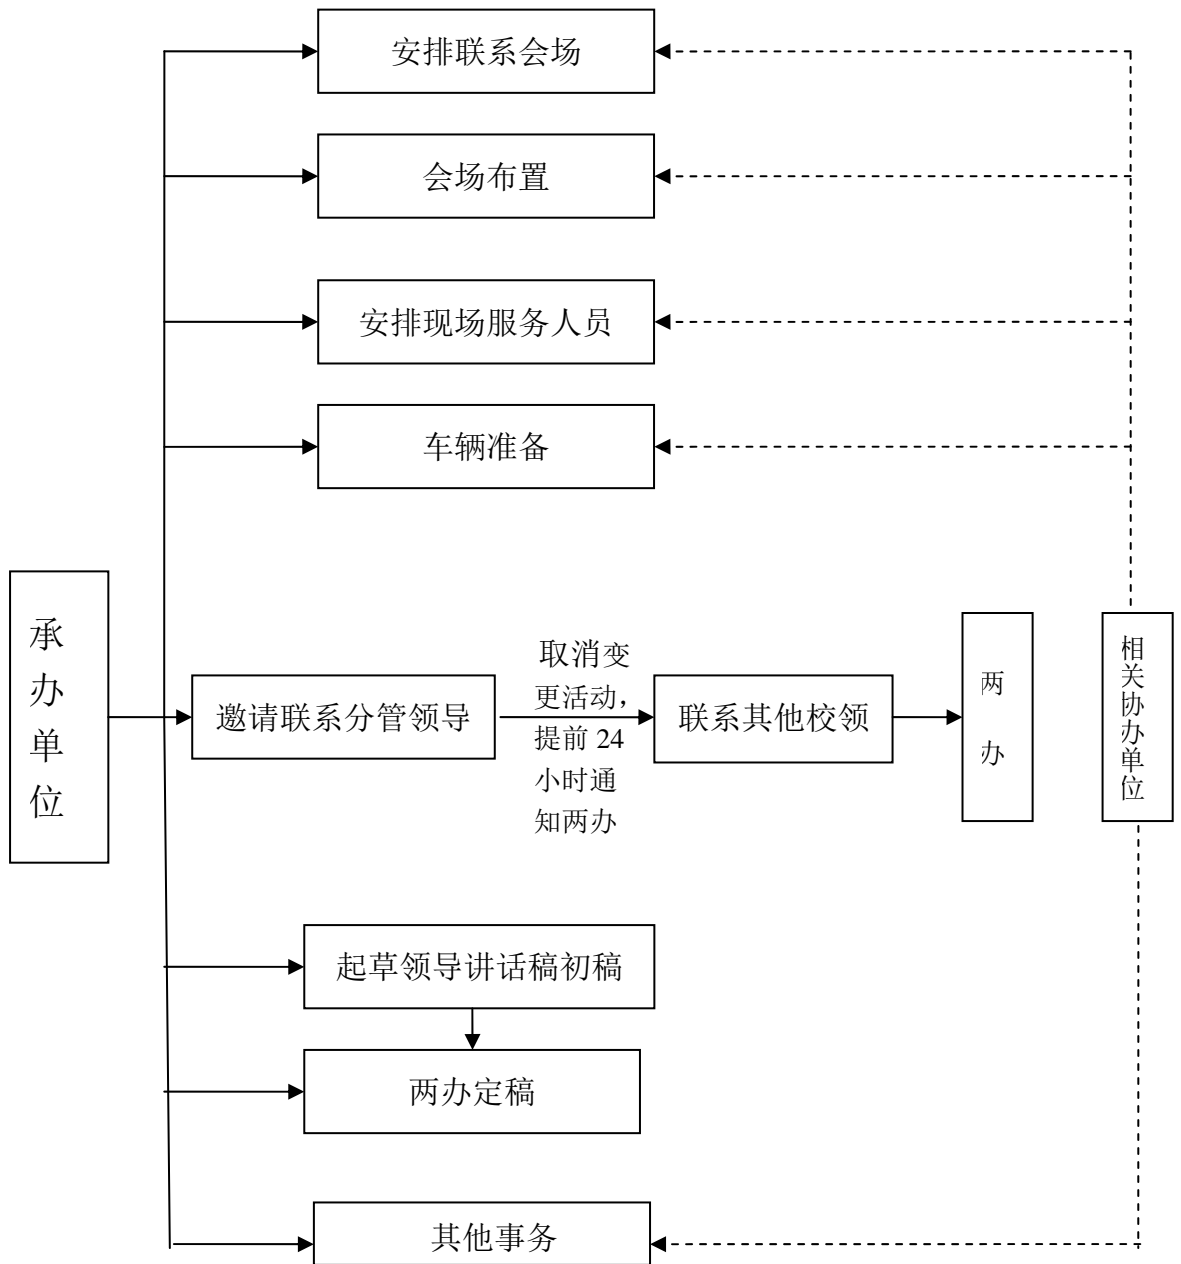 安排联系会场
会场布置
安排现场服务人员
车辆准备
承
办
单
位
邀请联系分管领导
取消变
更活动，
提前 24
小时通
知两办
联系其他校领
两
办
相
关
协
办
单
位
起草领导讲话稿初稿
两办定稿
其他事务